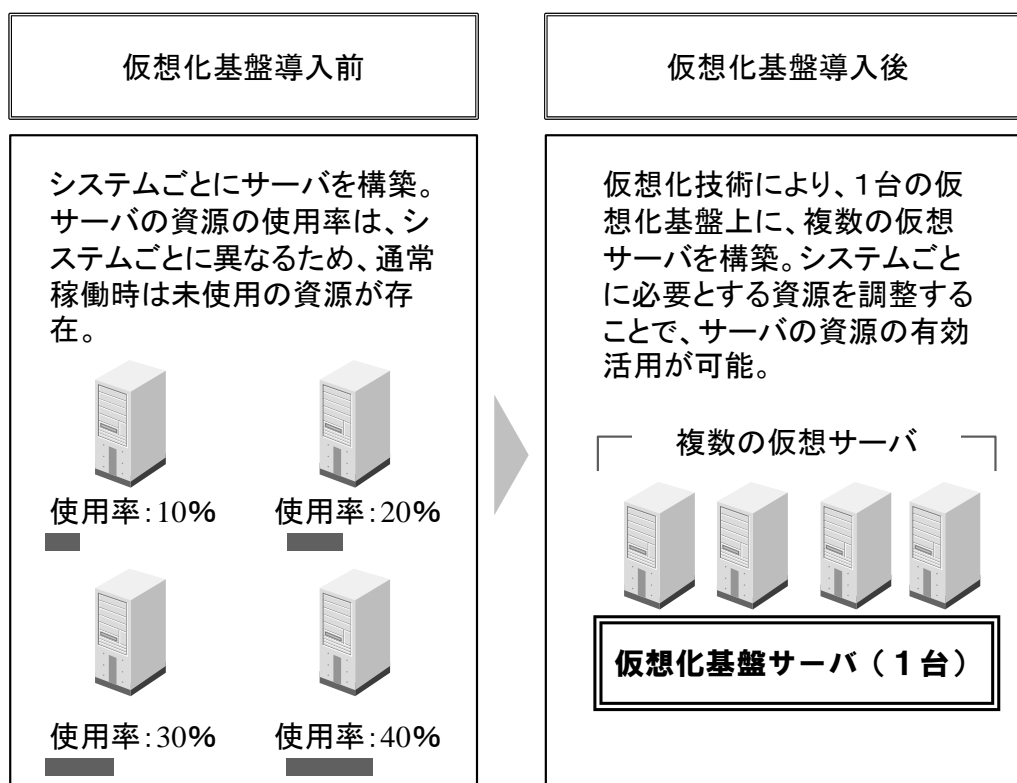 仮想化基盤導入前
システムごとにサーバを構築。
サーバの資源の使用率は、シ
ステムごとに異なるため、通常
稼働時は未使用の資源が存
在。
使用率:10%
使用率:20%
使用率:30%
使用率:40%
仮想化基盤導入後
仮想化技術により、1台の仮
想化基盤上に、複数の仮想
サーバを構築。システムごと
に必要とする資源を調整する
ことで、サーバの資源の有効
活用が可能。
複数の仮想サーバ
仮想化基盤サーバ(1台)